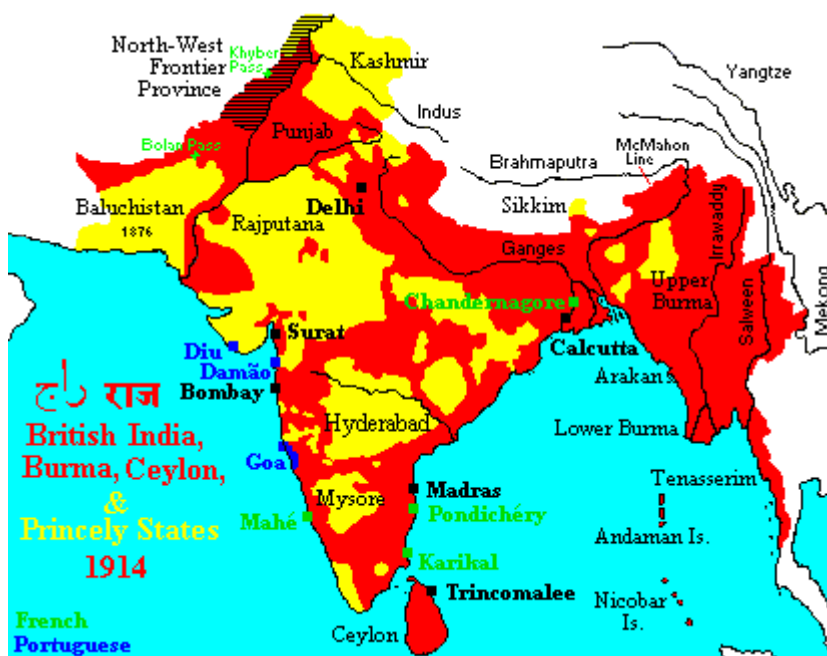 North-West
Frontier
Province
Khyber
Pass
Kashmir
Yangtze
Indus
Punjab
Bolan Pass
McMahon
Line
Brahmaputra
Baluchistan
1876
Delhi
Rajputana
Sikkim
Ganges
Irrawaddy
Upper
Burma
Salween
Mekong
Chandernagore
Surat
Calcutta
Diu
Damão
Bombay
Arakan
راج राज
Hyderabad
British India,
Burma, Ceylon,
&
Princely States
1914
Lower Burma
Goa
Mysore
Madras
Tenasserim
Mahé
Pondichéry
Andaman Is.
Karikal
Trincomalee
Nicobar
Is.
French
Portuguese
Ceylon